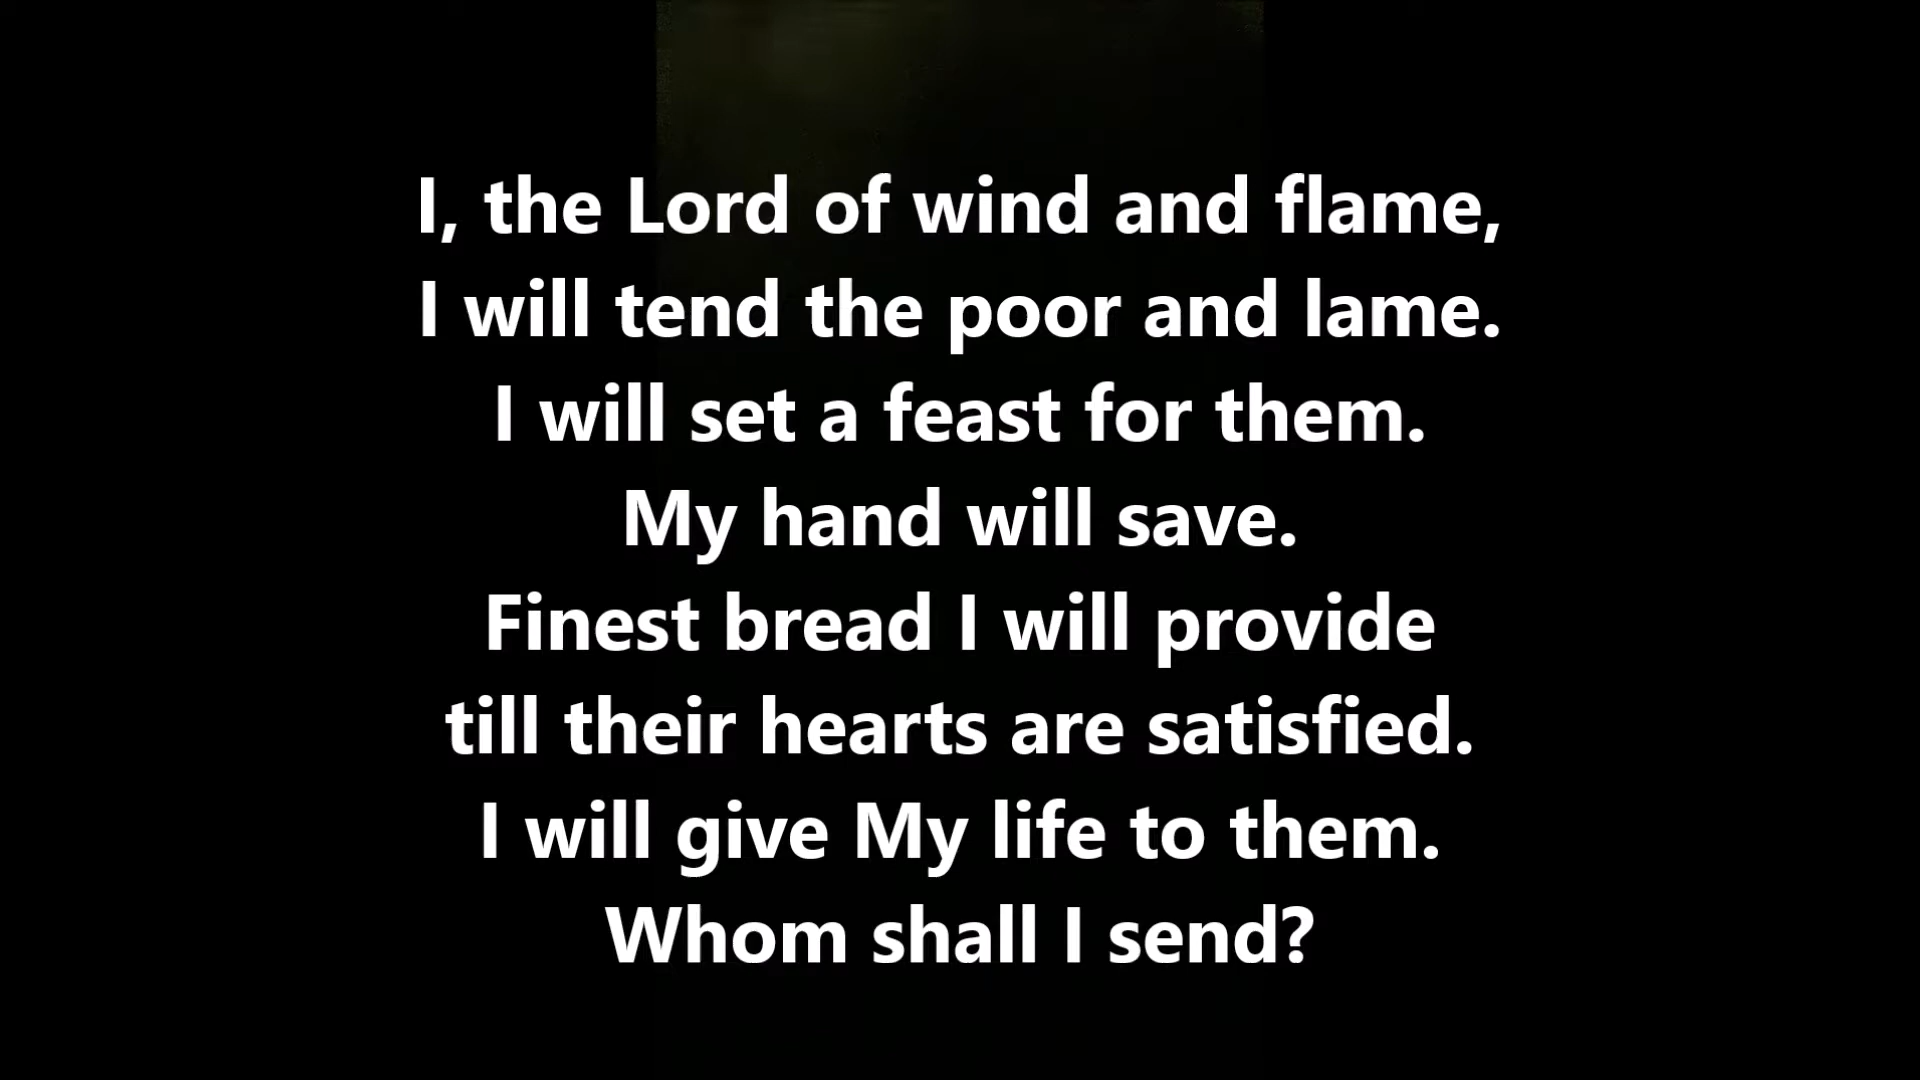 I, the Lord of wind and flame,
I will tend the poor and lame.
I will set a feast for them.
My hand will save.
Finest bread I will provide
till their hearts are satisfied.
I will give My life to them.
Whom shall I send?